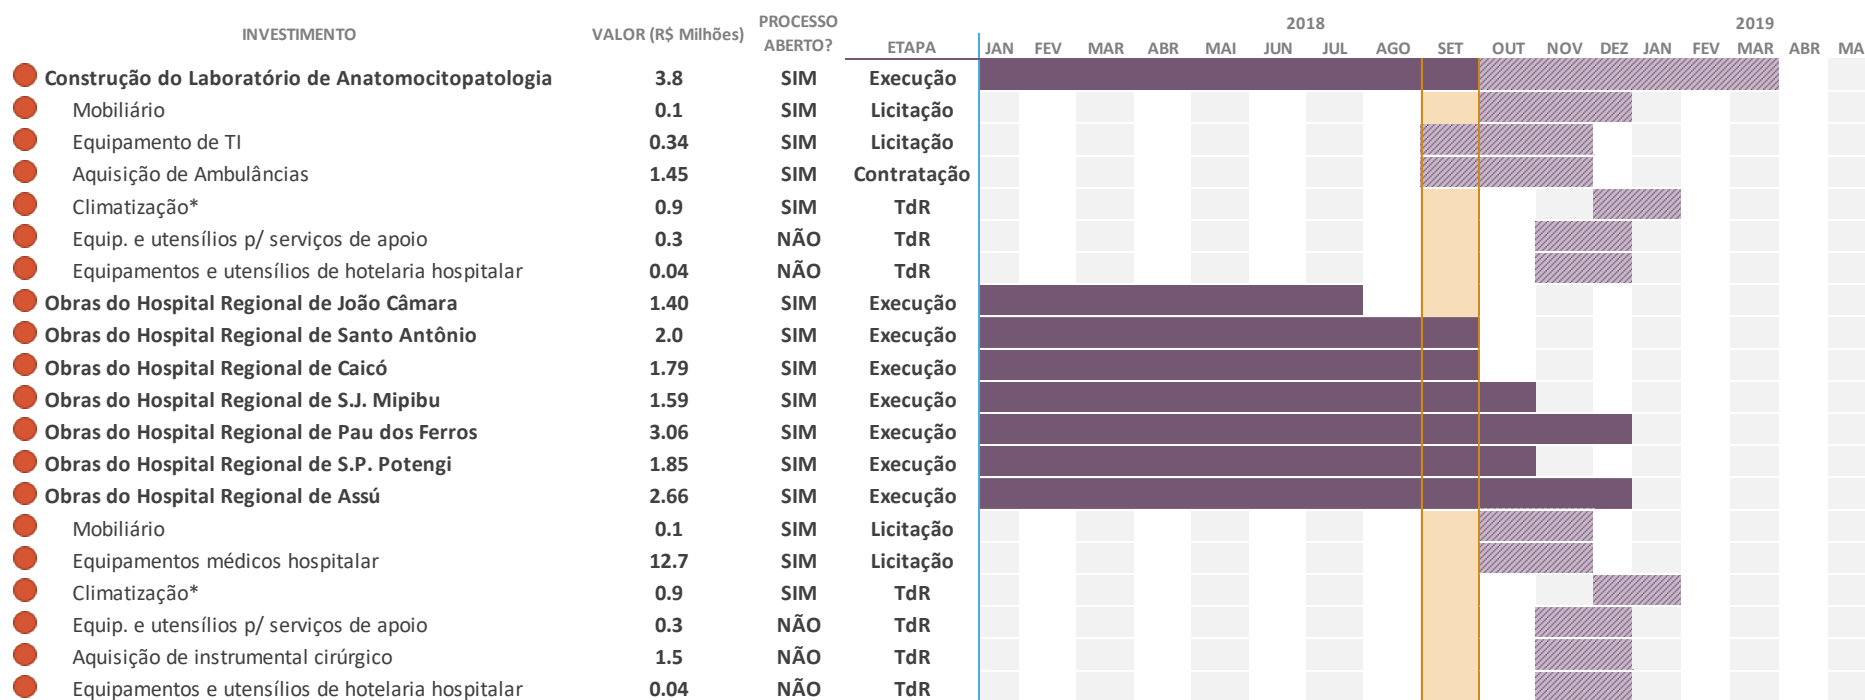 2018 2019
INVESTIMENTO VALOR (R$ Milhões) PROCESSO ABERTO? ETAPA JAN FEV MAR ABR MAI JUN JUL AGO SET OUT NOV DEZ JAN FEV MAR ABR MA
Construção do Laboratório de Anatomocitopatologia 3.8 SIM Execução
Mobiliário 0.1 SIM Licitação
Equipamento de TI 0.34 SIM Licitação
Aquisição de Ambulâncias 1.45 SIM Contratação
Climatização* 0.9 SIM TdR
Equip. e utensílios p/ serviços de apoio 0.3 NÃO TdR
Equipamentos e utensílios de hotelaria hospitalar 0.04 NÃO TdR
Obras do Hospital Regional de João Câmara 1.40 SIM Execução
Obras do Hospital Regional de Santo Antônio 2.0 SIM Execução
Obras do Hospital Regional de Caicó 1.79 SIM Execução
Obras do Hospital Regional de S.J. Mipibu 1.59 SIM Execução
Obras do Hospital Regional de Pau dos Ferros 3.06 SIM Execução
Obras do Hospital Regional de S.P. Potengi 1.85 SIM Execução
Obras do Hospital Regional de Assú 2.66 SIM Execução
Mobiliário 0.1 SIM Licitação
Equipamentos médicos hospitalar 12.7 SIM Licitação
Climatização* 0.9 SIM TdR
Equip. e utensílios p/ serviços de apoio 0.3 NÃO TdR
Aquisição de instrumental cirúrgico 1.5 NÃO TdR
Equipamentos e utensílios de hotelaria hospitalar 0.04 NÃO TdR